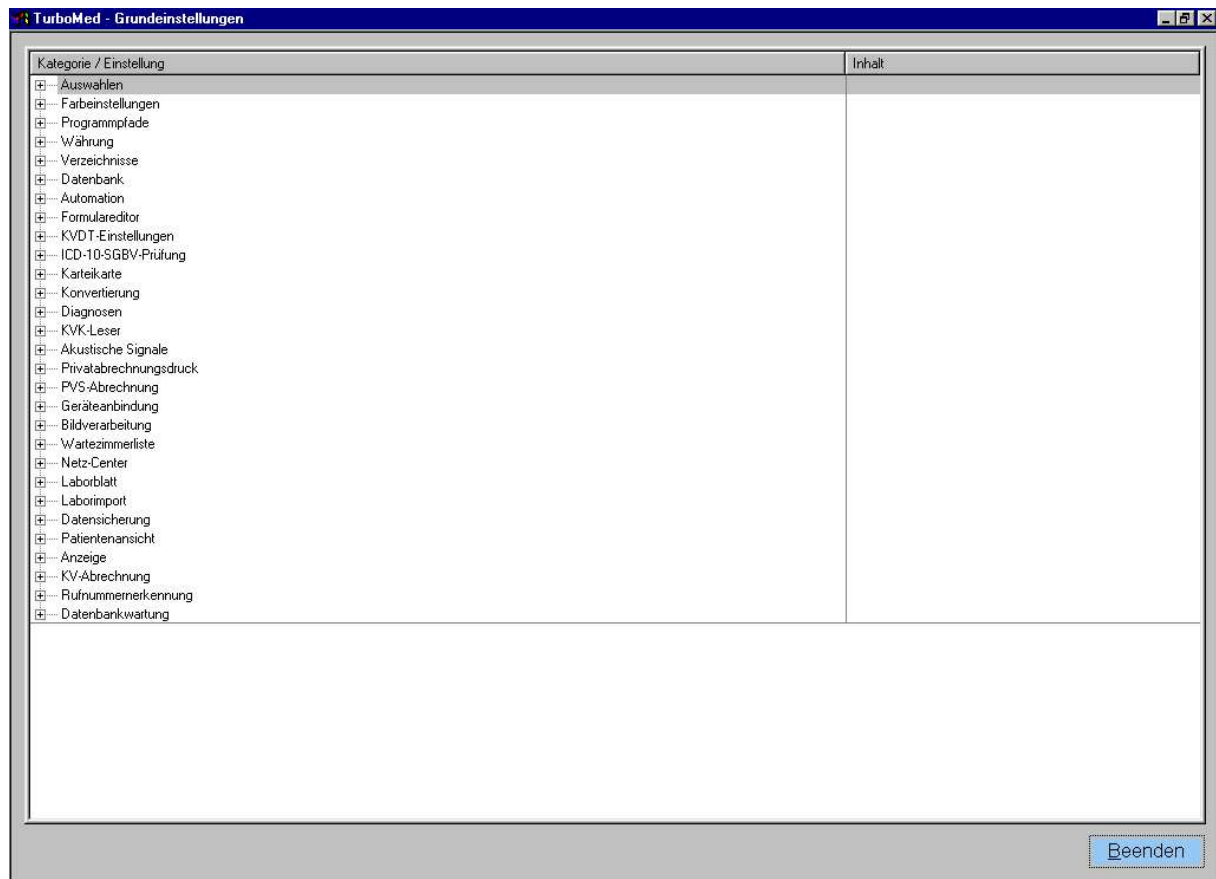 TurboMed - Grundeinstellungen
Kategorie / Einstellung Inhalt
Auswahlen
Farbeinstellungen
Programmpfade
Währung
Verzeichnisse
Datenbank
Automation
Formulareditor
KVDT-Einstellungen
ICD-10-SGBV-Prüfung
Karteikarte
Konvertierung
Diagnosen
KVK-Leser
Akustische Signale
Privatabrechnungsdruck
PVS-Abrechnung
Geräteanbindung
Bildverarbeitung
Wartezimmerliste
Netz-Center
Laborblatt
Laborimport
Datensicherung
Patientenansicht
Anzeige
KV-Abrechnung
Rufnummernerkennung
Datenbankwartung
Beenden